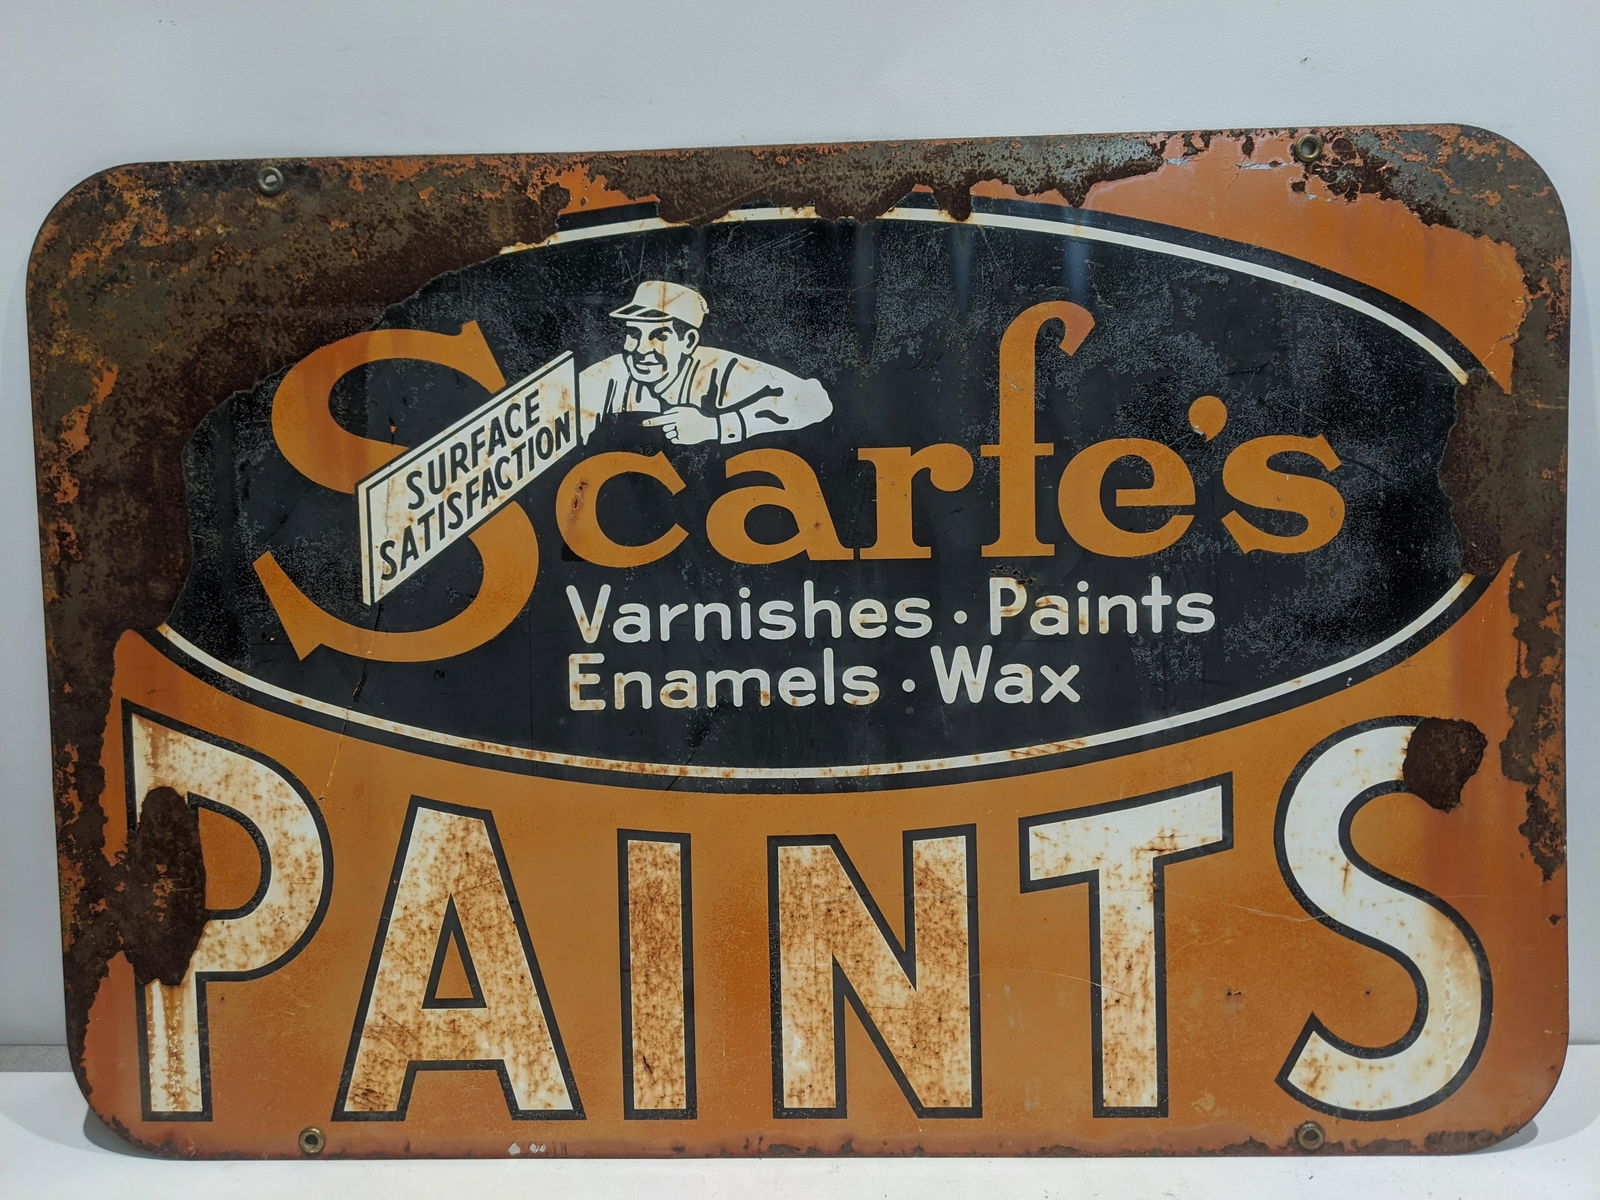 SURFACE
SATISFACTION
Scarfe's
Varnishes · Paints
Enamels · Wax
PAINTS